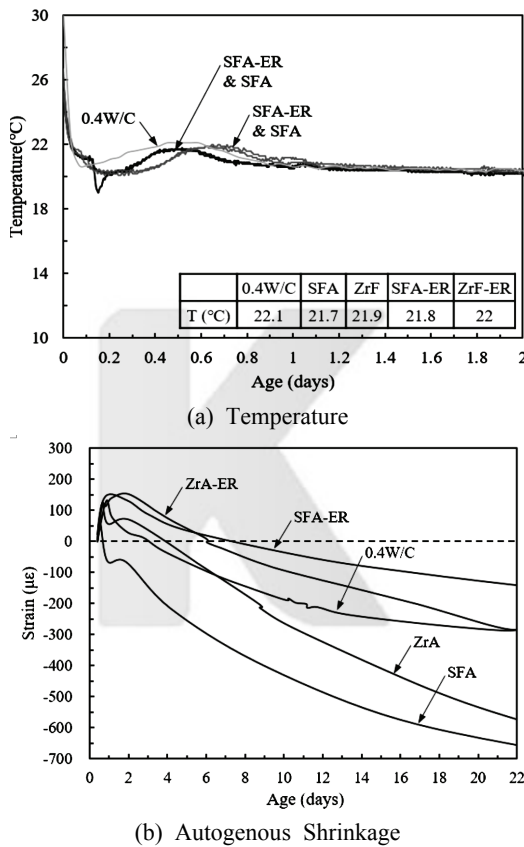 30
26
22
18
14
10
Temperature(℃)
SFA-ER
& SFA
0.4W/C
SFA-ER
& SFA
0.4W/C SFA ZrF SFA-ER ZrF-ER
T (℃) 22.1 21.7 21.9 21.8 22
0 0.2 0.4 0.6 0.8 1 1.2 1.4 1.6 1.8 2
Age (days)
(a) Temperature
300
200
100
0
-100
-200
-300
-400
-500
-600
-700
Strain (με)
ZrA-ER
SFA-ER
0.4W/C
ZrA
SFA
0 2 4 6 8 10 12 14 16 18 20 22
Age (days)
(b) Autogenous Shrinkage